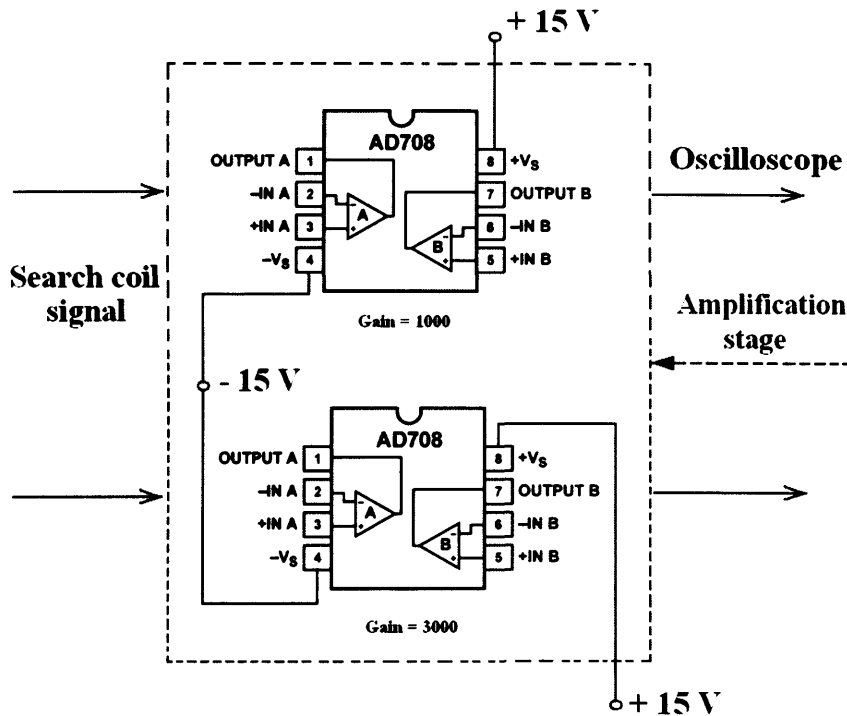 + 15 V
AD708
OUTPUT A 1
8 +VS
–IN A 2
7 OUTPUT B
A
+IN A 3
6 –IN B
B
–VS 4
5 +IN B
Gain = 1000
Oscilloscope
Search coil
signal
Amplification
stage
- 15 V
AD708
OUTPUT A 1
8 +VS
–IN A 2
7 OUTPUT B
A
+IN A 3
6 –IN B
B
–VS 4
5 +IN B
Gain = 3000
+ 15 V